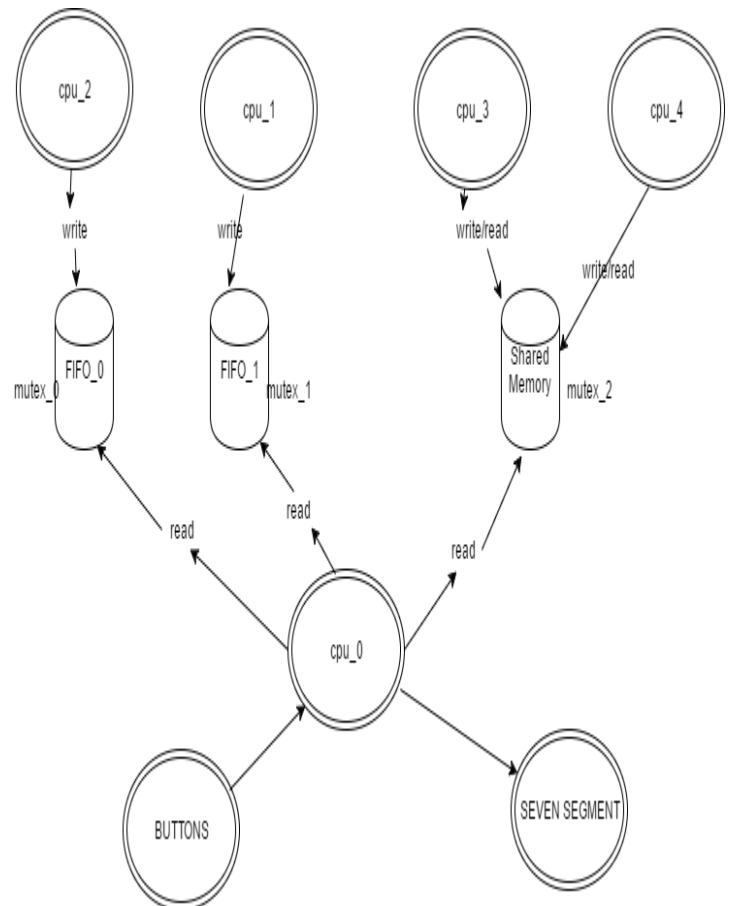 cpu_2
cpu_1
cpu_3
cpu_4
write
write
write/read
write/read
FIFO_0
FIFO_1
Shared
Memory
mutex_0
mutex_1
mutex_2
read
read
read
cpu_0
BUTTONS
SEVEN SEGMENT